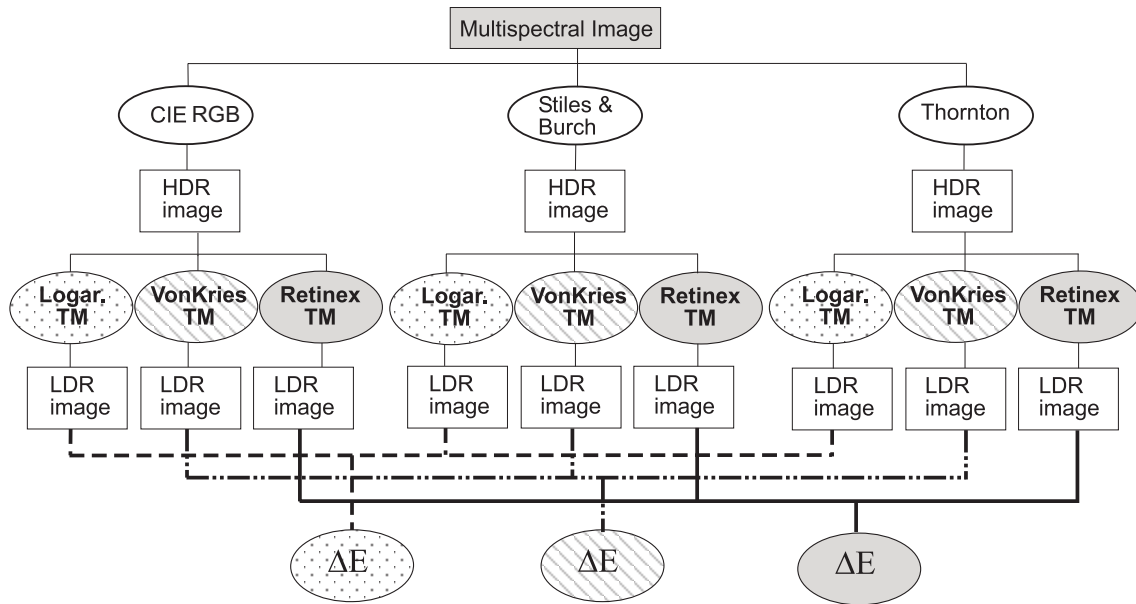 Multispectral Image
CIE RGB
Stiles &
Burch
Thornton
HDR
image
HDR
image
HDR
image
Logar.
TM
VonKries
TM
Retinex
TM
Logar.
TM
VonKries
TM
Retinex
TM
Logar.
TM
VonKries
TM
Retinex
TM
LDR
image
LDR
image
LDR
image
LDR
image
LDR
image
LDR
image
LDR
image
LDR
image
LDR
image
ΔE
ΔE
ΔE